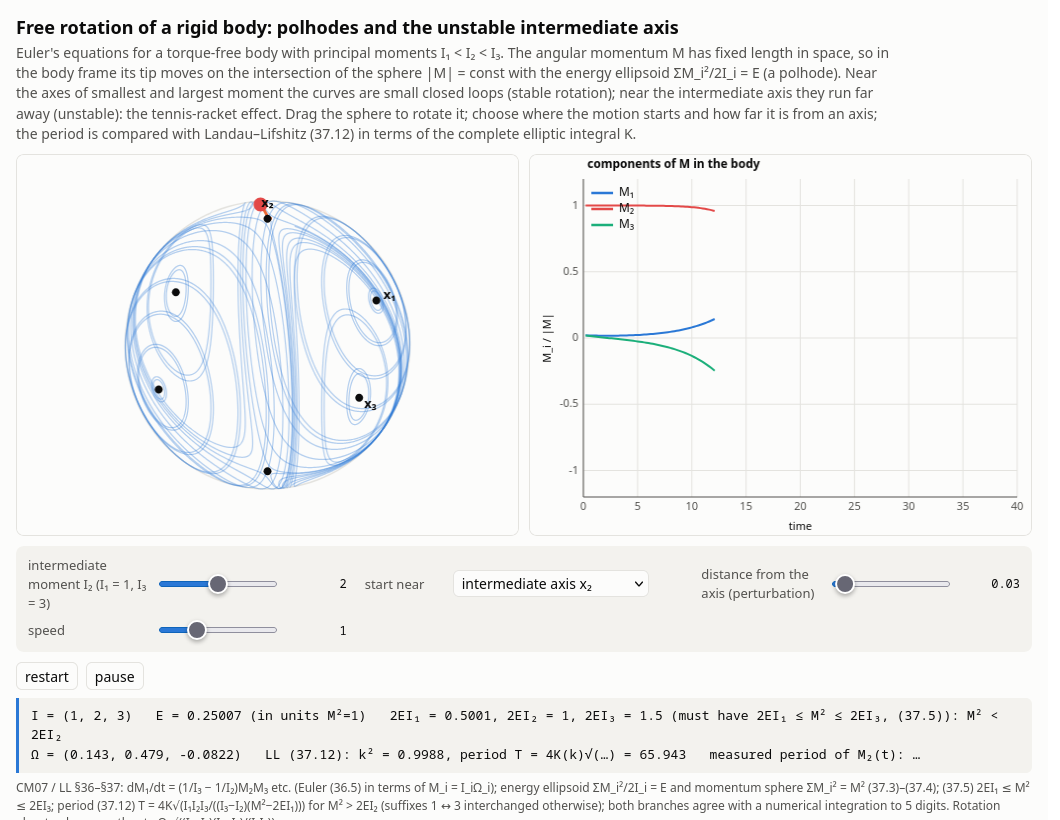 Free rotation of a rigid body: polhodes and the unstable intermediate axis
Euler's equations for a torque-free body with principal moments I₁ < I₂ < I₃. The angular momentum M has fixed length in space, so in
the body frame its tip moves on the intersection of the sphere |M| = const with the energy ellipsoid ΣM_i²/2I_i = E (a polhode). Near
the axes of smallest and largest moment the curves are small closed loops (stable rotation); near the intermediate axis they run far
away (unstable): the tennis-racket effect. Drag the sphere to rotate it; choose where the motion starts and how far it is from an axis;
the period is compared with Landau–Lifshitz (37.12) in terms of the complete elliptic integral K.
x₂
x₁
x₃
components of M in the body
M₁
M₂
M₃
1
0.5
0
-0.5
-1
M_i / |M|
0
5
10
15
20
25
30
35
40
time
intermediate
moment I₂ (I₁ = 1, I₃
= 3)
2
start near
intermediate axis x₂
distance from the
axis (perturbation)
0.03
speed
1
restart
pause
I = (1, 2, 3)   E = 0.25007 (in units M²=1)   2EI₁ = 0.5001, 2EI₂ = 1, 2EI₃ = 1.5 (must have 2EI₁ ≤ M² ≤ 2EI₃, (37.5)): M² <
2EI₂
Ω = (0.143, 0.479, -0.0822)   LL (37.12): k² = 0.9988, period T = 4K(k)√(…) = 65.943   measured period of M₂(t): …
CM07 / LL §36–§37: dM₁/dt = (1/I₃ − 1/I₂)M₂M₃ etc. (Euler (36.5) in terms of M_i = I_iΩ_i); energy ellipsoid ΣM_i²/2I_i = E and momentum sphere ΣM_i² = M² (37.3)–(37.4); (37.5) 2EI₁ ≤ M²
≤ 2EI₃; period (37.12) T = 4K√(I₁I₂I₃/((I₃−I₂)(M²−2EI₁))) for M² > 2EI₂ (suffixes 1 ↔ 3 interchanged otherwise); both branches agree with a numerical integration to 5 digits. Rotation